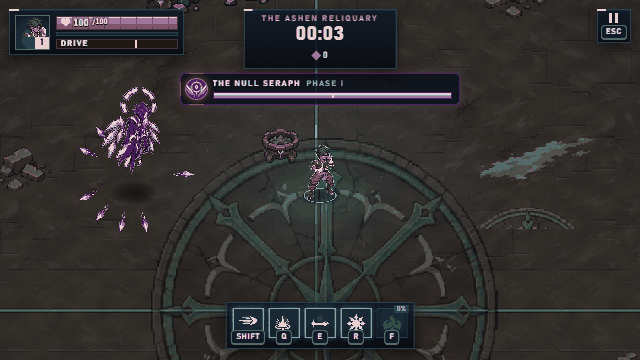 100/100
1
DRIVE
THE ASHEN RELIQUARY
00:03
0
ESC
THE NULL SERAPH PHASE I
0%
SHIFT
Q
E
R
F